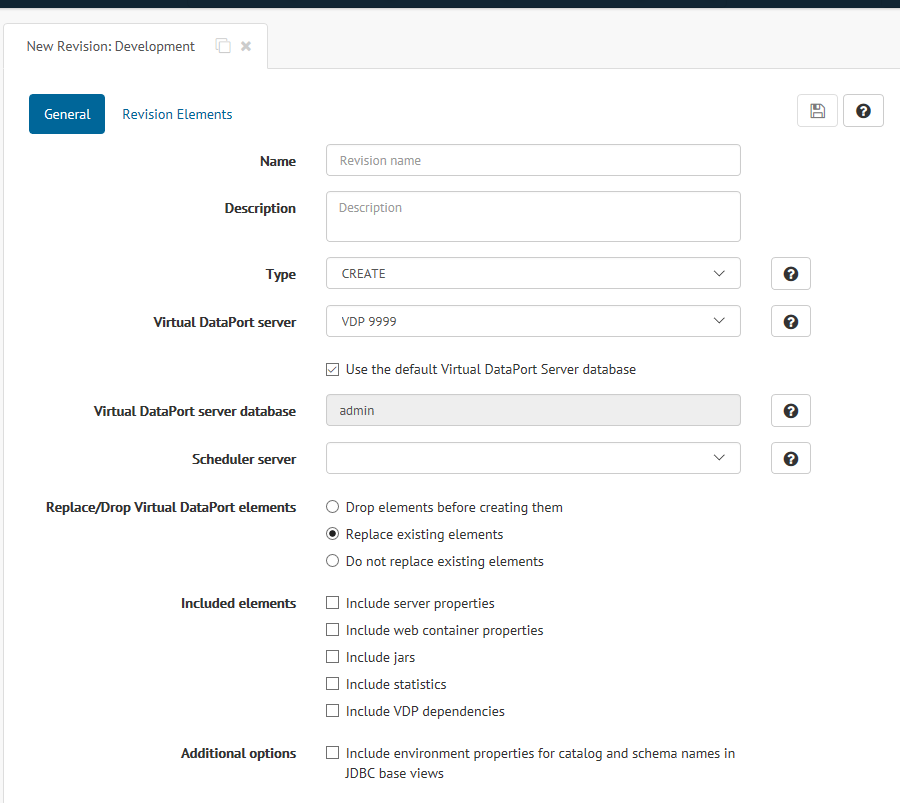 New Revision: Development
General
Revision Elements
Name
Revision name
Description
Description
Type
CREATE
Virtual DataPort server
VDP 9999
Use the default Virtual DataPort Server database
Virtual DataPort server database
admin
Scheduler server
Replace/Drop Virtual DataPort elements
Drop elements before creating them
Replace existing elements
Do not replace existing elements
Included elements
Include server properties
Include web container properties
Include jars
Include statistics
Include VDP dependencies
Additional options
Include environment properties for catalog and schema names in
JDBC base views